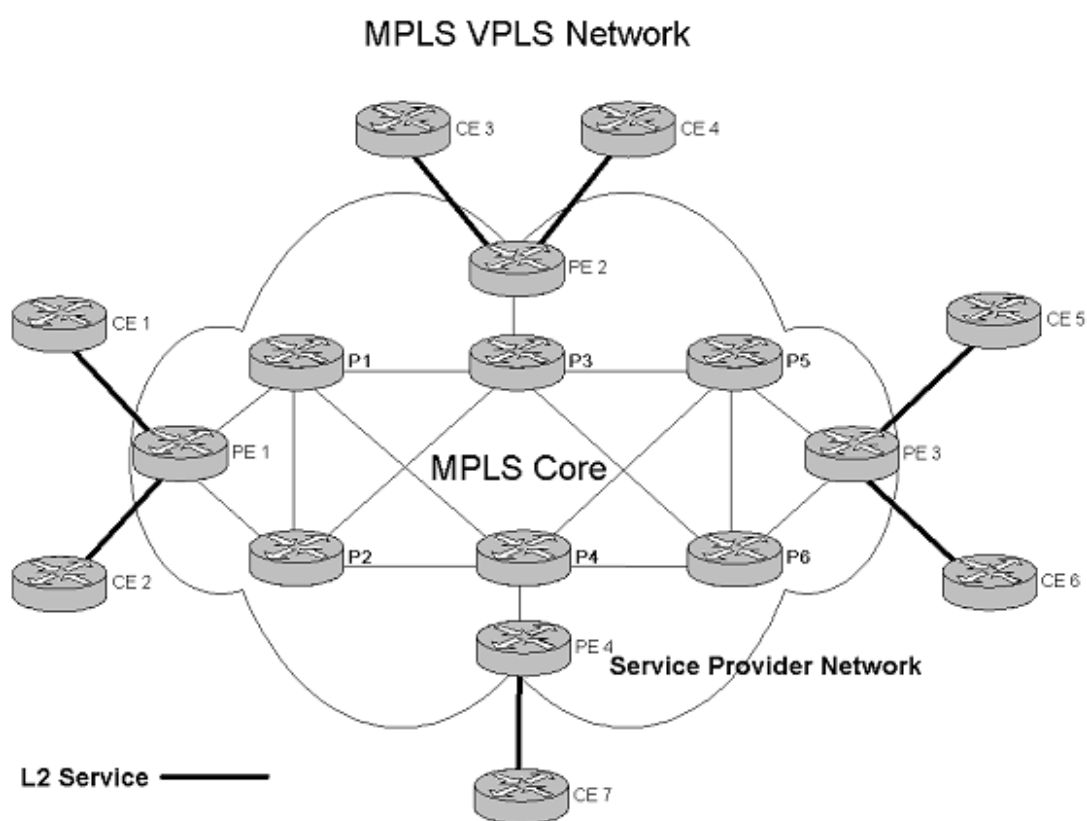 MPLS VPLS Network
CE 3
CE 4
PE 2
CE 1
CE 5
P1
P3
P5
PE 1
MPLS Core
PE 3
P2
P4
P6
CE 2
CE 6
PE 4
Service Provider Network
L2 Service
CE 7